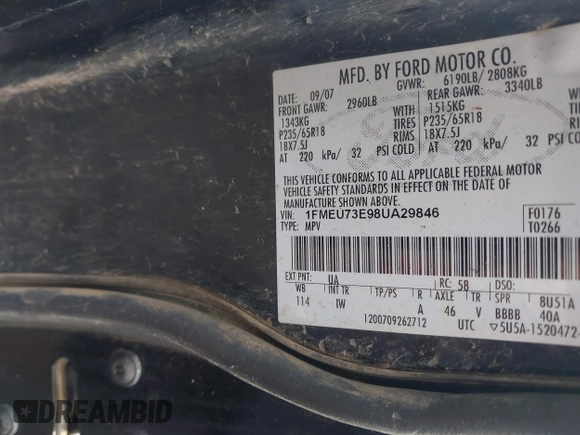 MFD. BY FORD MOTOR CO.
DATE: 09/07 GVWR: 6190LB/ 2808KG
FRONT GAWR: 2960LB REAR GAWR: 3340LB
1343KG 1515KG
P235/65R18 TIRES P235/65R18
18X7.5J RIMS 18X7.5J
AT 220 kPa/ 32 PSI COLD AT 220 kPa/ 32 PSI COLD
THIS VEHICLE CONFORMS TO ALL APPLICABLE FEDERAL MOTOR
VEHICLE SAFETY STANDARDS IN EFFECT ON THE DATE OF
MANUFACTURE SHOWN ABOVE.
VIN: 1FMEU73E98UA29846 F0176
TYPE: MPV T0266
EXT PNT: UA RC: 58 DSO:
WB INT TR TP/PS R AXLE TR SPR 8U51A
114 IW A 46 V BBBB 40A
1200709262712 UTC ▽5U5A-1520472-
DREAMBID